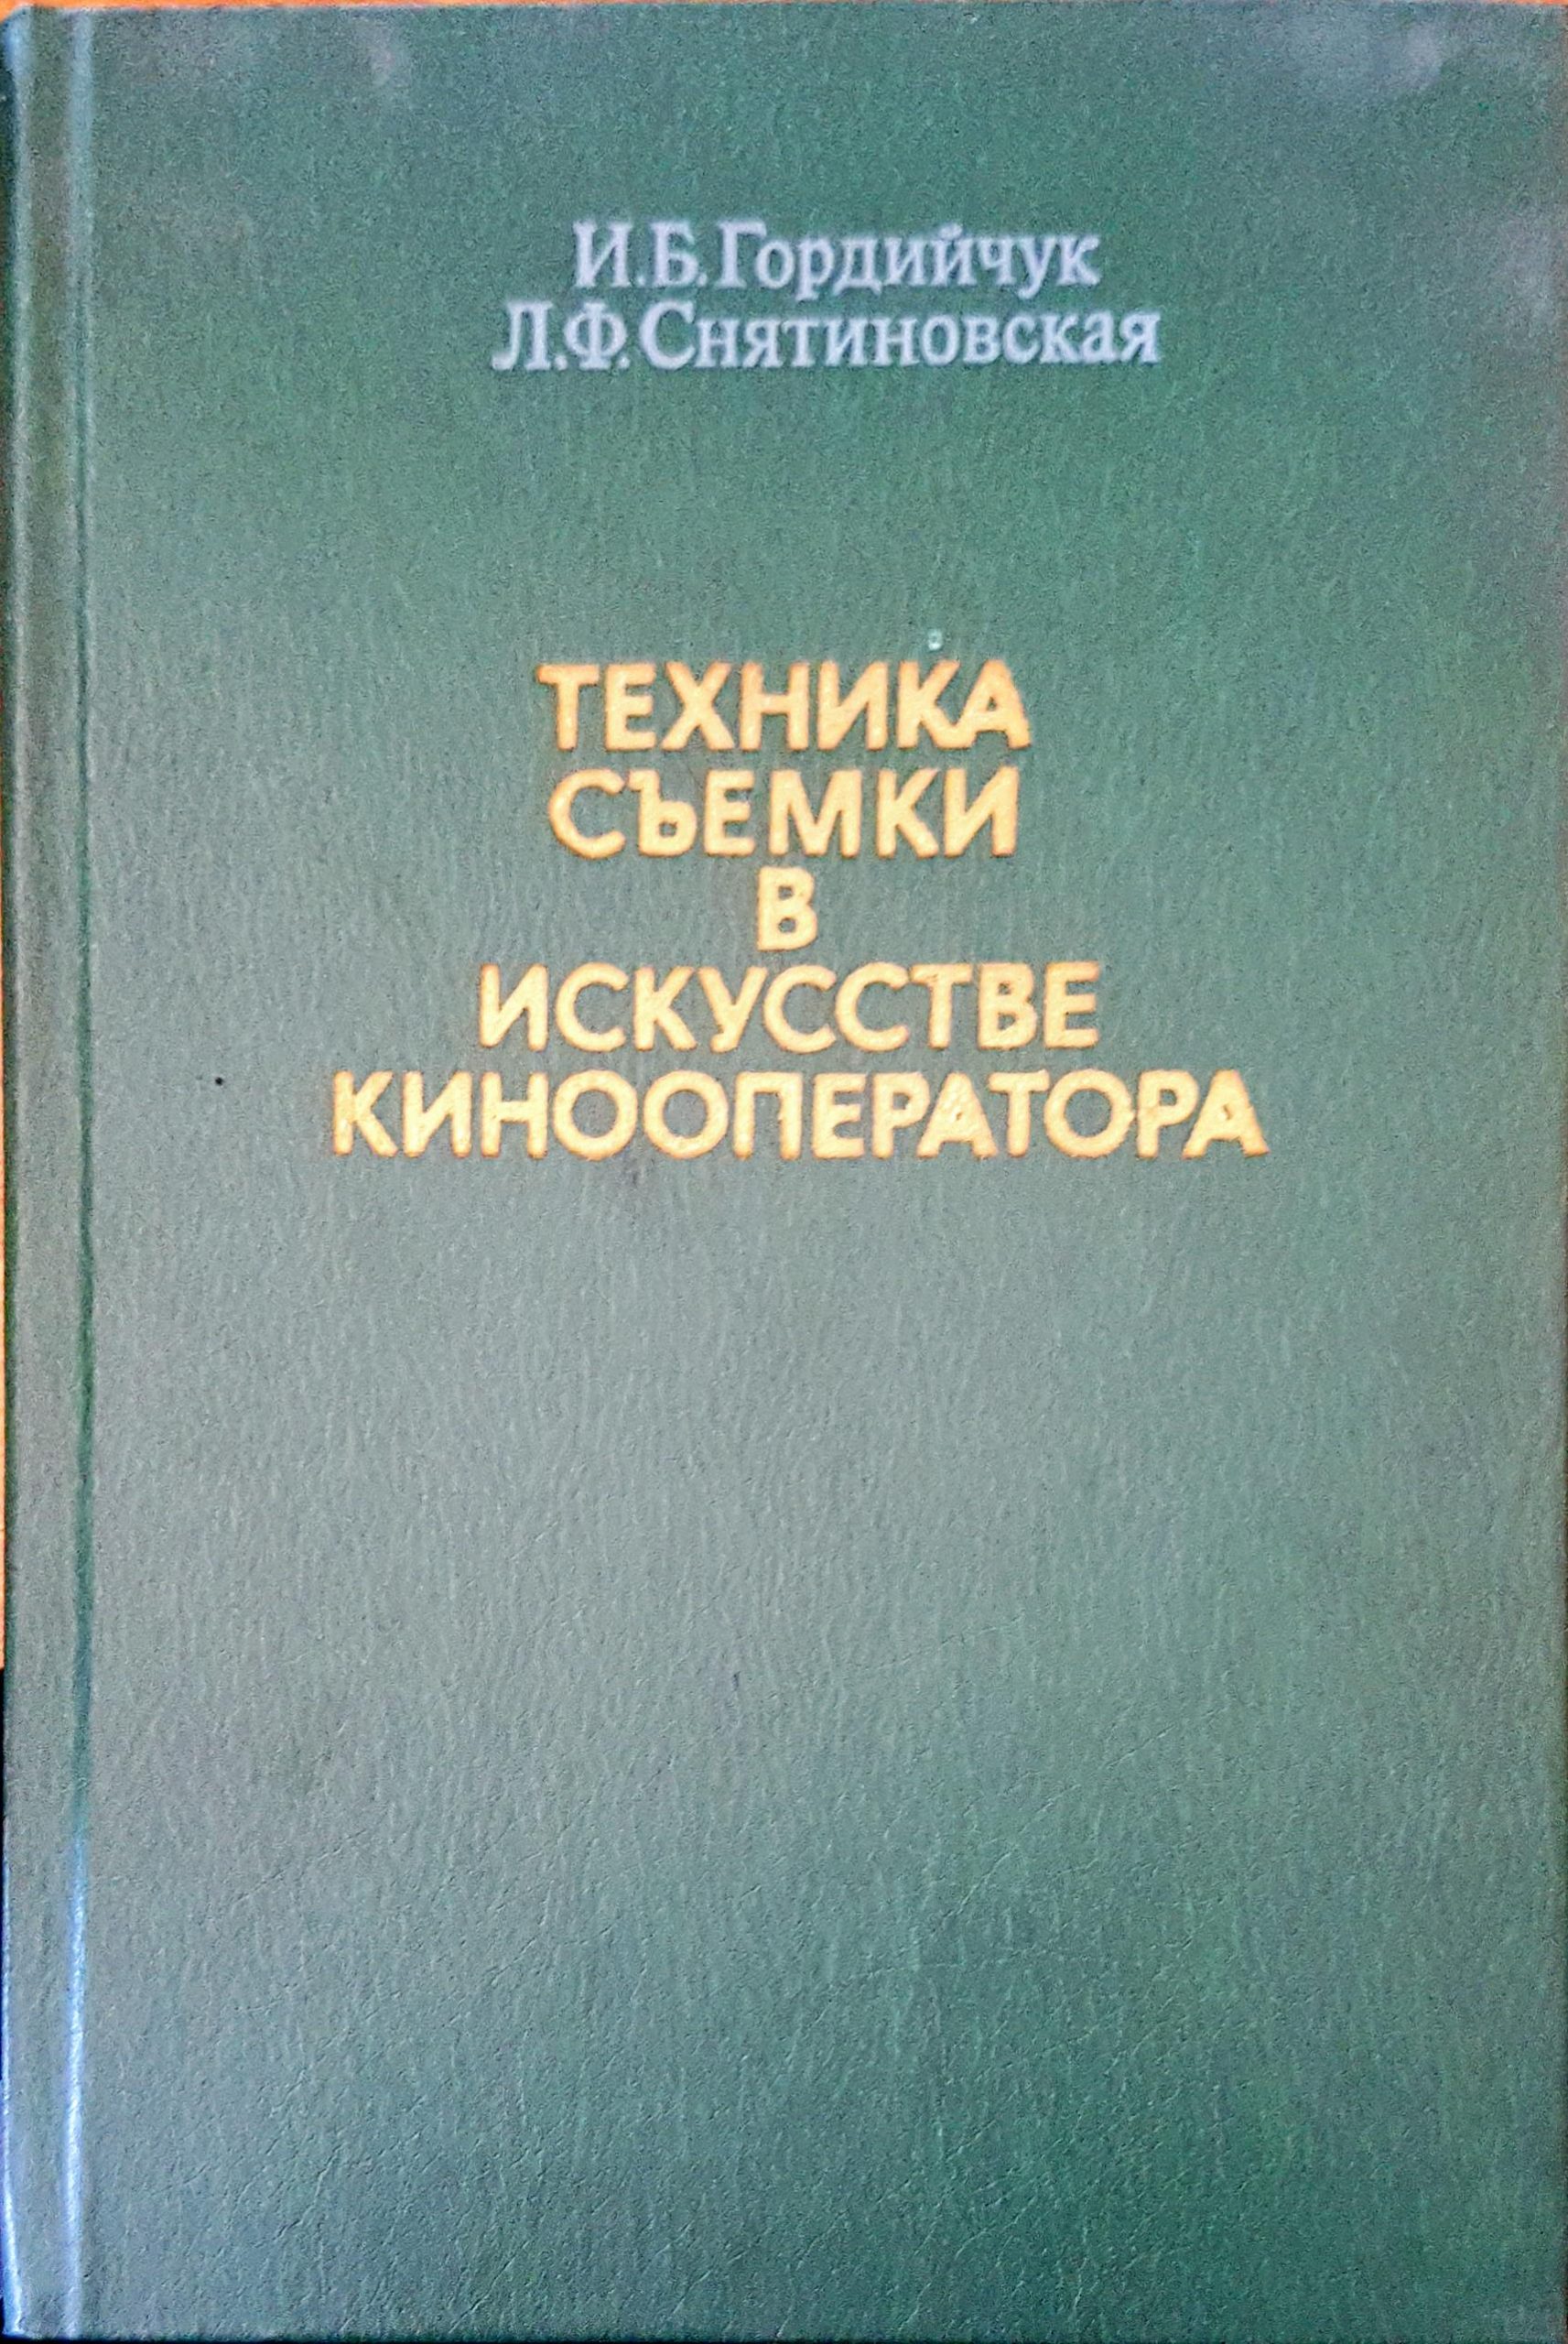 И.Б.Гордийчук
Л.Ф.Снятиновская
ТЕХНИКА
СЪЕМКИ
В
ИСКУССТВЕ
КИНООПЕРАТОРА